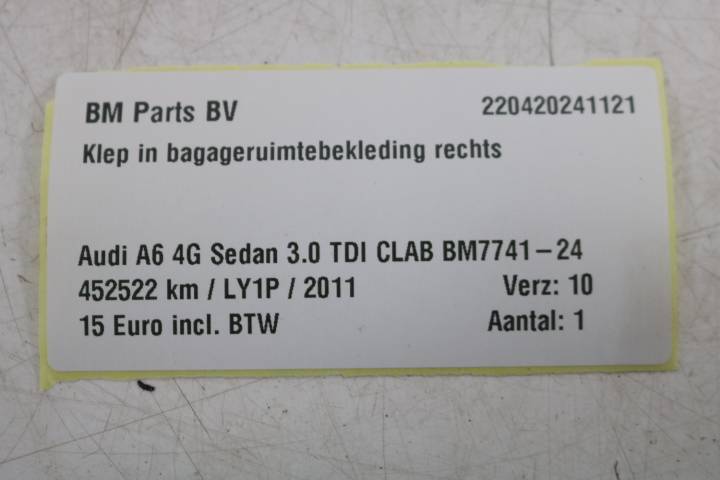 BM Parts BV 220420241121
Klep in bagageruimtebekleding rechts
Audi A6 4G Sedan 3.0 TDI CLAB BM7741-24
452522 km / LY1P / 2011 Verz: 10
15 Euro incl. BTW Aantal: 1